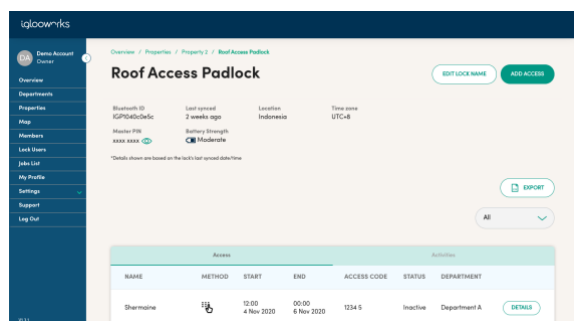 iglooworks
DA
Demo Account
Owner
Overview
Departments
Properties
Map
Members
Lock Users
Jobs List
My Profile
Settings
Support
Log Out
Overview / Properties / Property 2 / Roof Access Padlock
Roof Access Padlock
EDIT LOCK NAME
ADD ACCESS
Bluetooth ID
Last synced
Location
Time zone
IGP1040c0e5c
2 weeks ago
Indonesia
UTC+8
Master PIN
Battery Strength
xxxx xxxx
Moderate
*Details shown are based on the lock's last synced date/time
EXPORT
All
Access
Activities
NAME METHOD START END ACCESS CODE STATUS DEPARTMENT
Shermaine 12:00 00:00 1234 5 Inactive Department A DETAILS
4 Nov 2020 6 Nov 2020